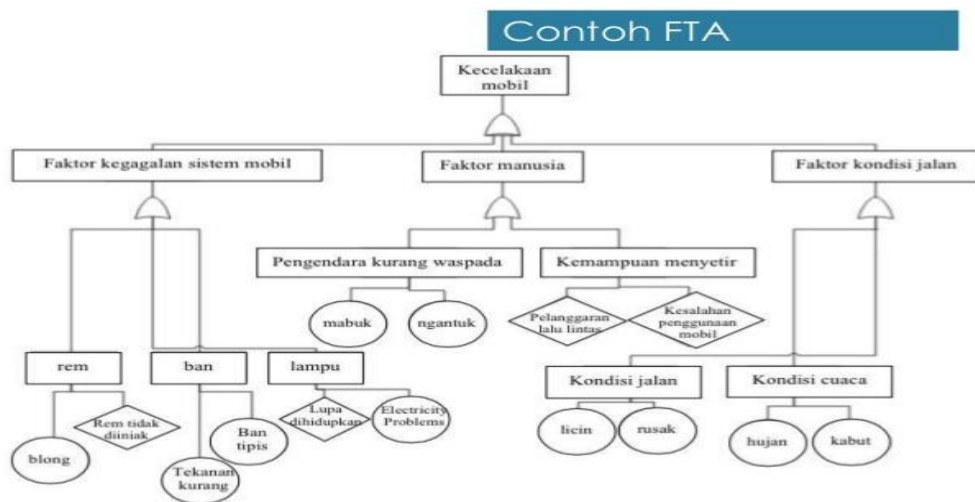 Contoh FTA
Kecelakaan
mobil
Faktor kegagalan sistem mobil
Faktor manusia
Faktor kondisi jalan
Pengendara kurang waspada
Kemampuan menyetir
mabuk
ngantuk
Pelanggaran
lalu lintas
Kesalahan
penggunaan
mobil
rem
ban
lampu
Kondisi jalan
Kondisi cuaca
blong
Rem tidak
diinjak
Tekanan
kurang
Ban
tipis
Lupa
dihidupkan
Electricity
Problems
licin
rusak
hujan
kabut